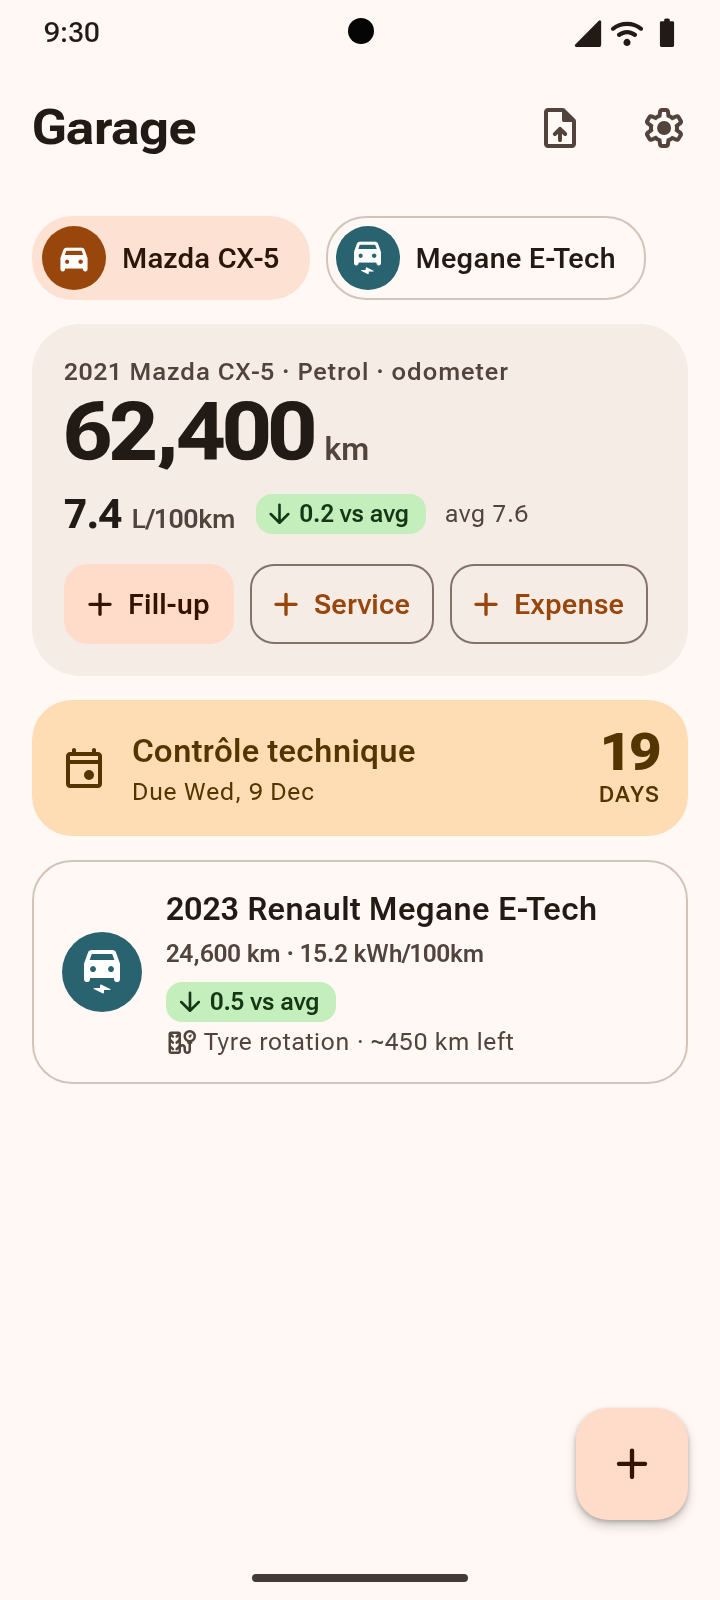 9:30
Garage
Mazda CX-5
Megane E-Tech
2021 Mazda CX-5 · Petrol · odometer
62,400 km
7.4 L/100km
0.2 vs avg
avg 7.6
Fill-up
Service
Expense
Contrôle technique
Due Wed, 9 Dec
19
DAYS
2023 Renault Megane E-Tech
24,600 km · 15.2 kWh/100km
0.5 vs avg
Tyre rotation · ~450 km left